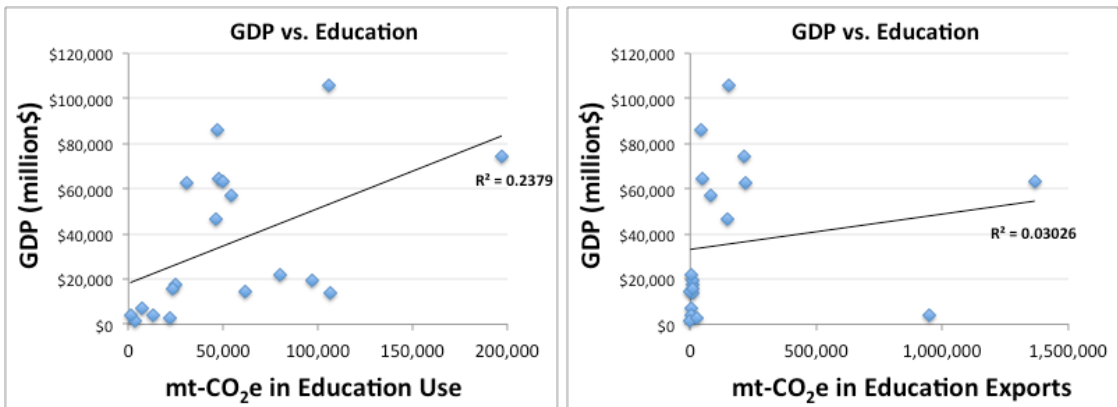 GDP vs. Education
$120,000
$100,000
$80,000
$60,000
$40,000
$20,000
$0
GDP (million$)
R² = 0.2379
0 50,000 100,000 150,000 200,000
mt-CO₂e in Education Use
GDP vs. Education
$120,000
$100,000
$80,000
$60,000
$40,000
$20,000
$0
GDP (million$)
R² = 0.03026
0 500,000 1,000,000 1,500,000
mt-CO₂e in Education Exports